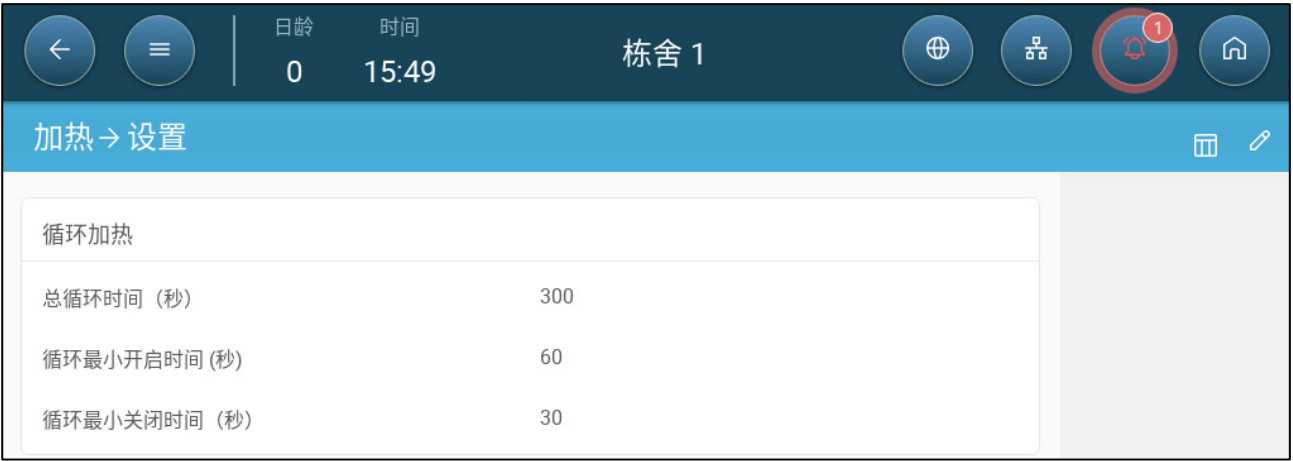 日龄 时间
0 15:49
栋舍 1
1
加热→设置
循环加热
总循环时间（秒） 300
循环最小开启时间 (秒) 60
循环最小关闭时间（秒） 30